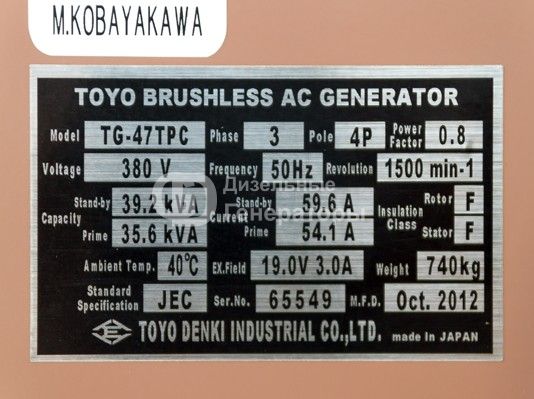 M.KOBAYAKAWA
TOYO BRUSHLESS AC GENERATOR
Model TG-47TPC Phase 3 Pole 4P Power Factor 0.8
Voltage 380 V Frequency 50Hz Revolution 1500 min-1
Capacity Stand-by 39.2 kVA Current Stand-by 59.6 A Insulation Class Rotor F
Prime 35.6 kVA Prime 54.1 A Stator F
Дизельные
Генераторы
Ambient Temp. 40°C EX.Field 19.0V 3.0A Weight 740kg
Standard Specification JEC Ser.No. 65549 M.F.D. Oct. 2012
TOYO DENKI INDUSTRIAL CO.,LTD. made in JAPAN